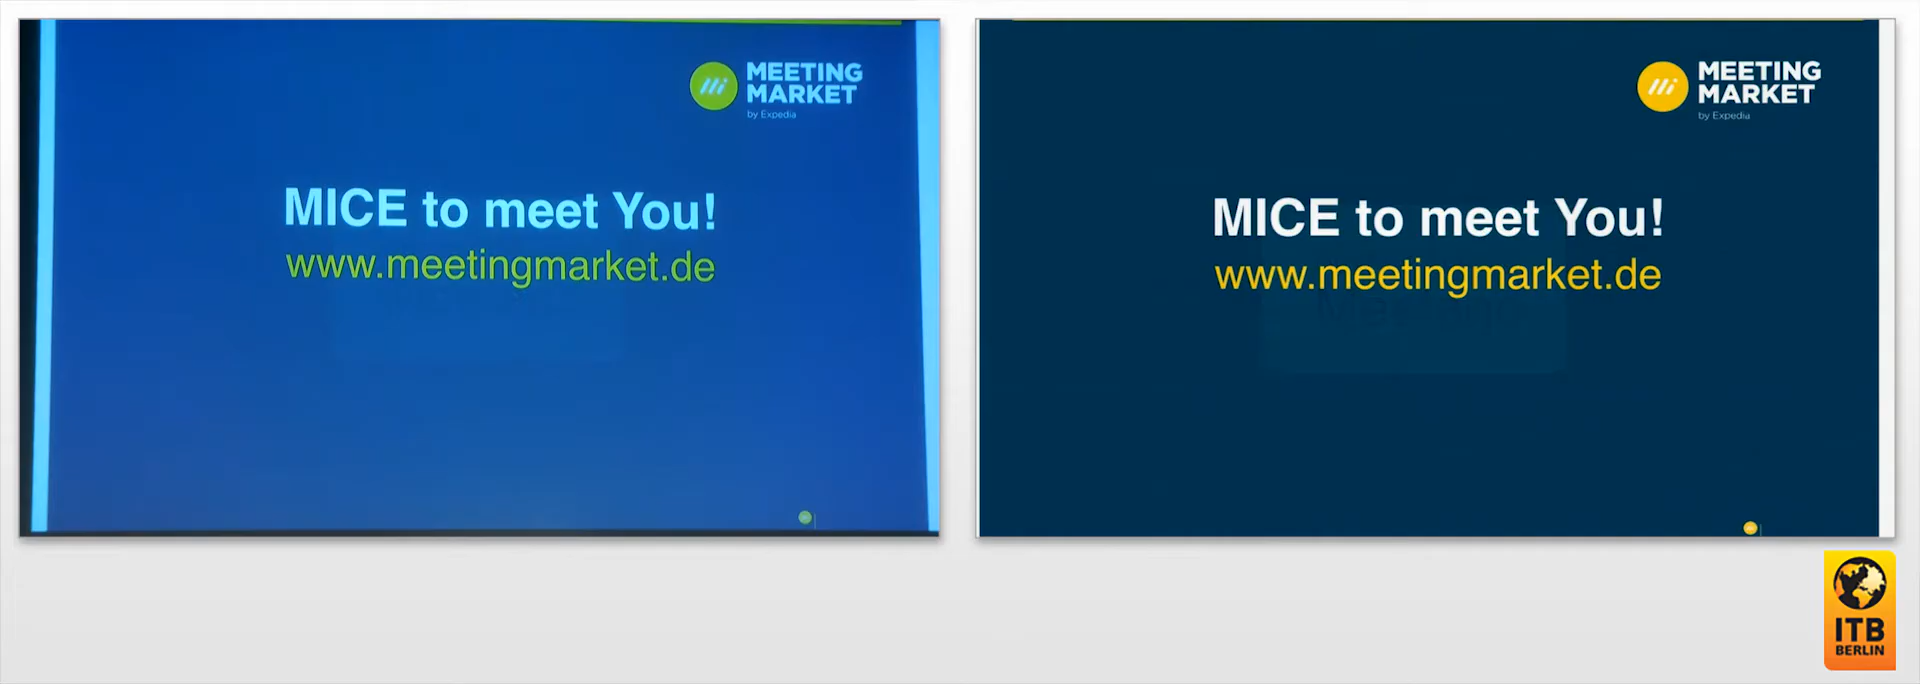 MEETING
MARKET
by Expedia
MICE to meet You!
www.meetingmarket.de
MEETING
MARKET
by Expedia
MICE to meet You!
www.meetingmarket.de
ITB
BERLIN